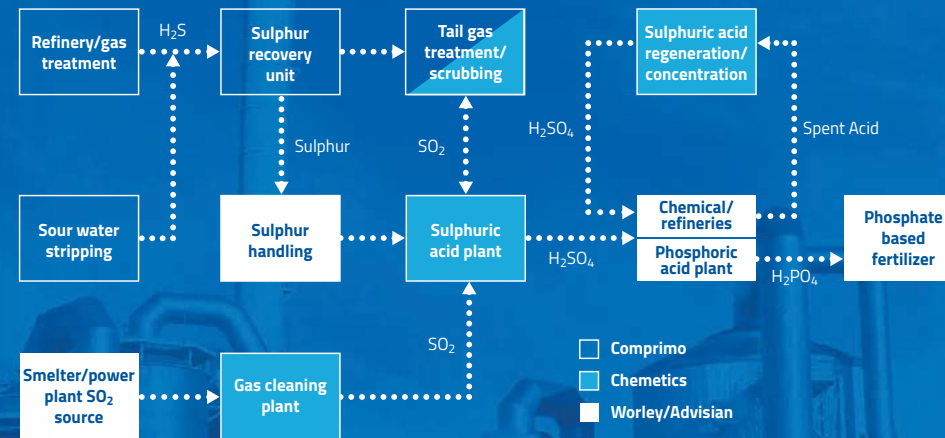 Refinery/gas
treatment
H₂S
Sulphur
recovery
unit
Tail gas
treatment/
scrubbing
Sulphuric acid
regeneration/
concentration
Sulphur
SO₂
H₂SO₄
Spent Acid
Sour water
stripping
Sulphur
handling
Sulphuric
acid plant
H₂SO₄
Chemical/
refineries
Phosphoric
acid plant
H₂PO₄
Phosphate
based
fertilizer
Smelter/power
plant SO₂
source
Gas cleaning
plant
SO₂
Comprimo
Chemetics
Worley/Advisian